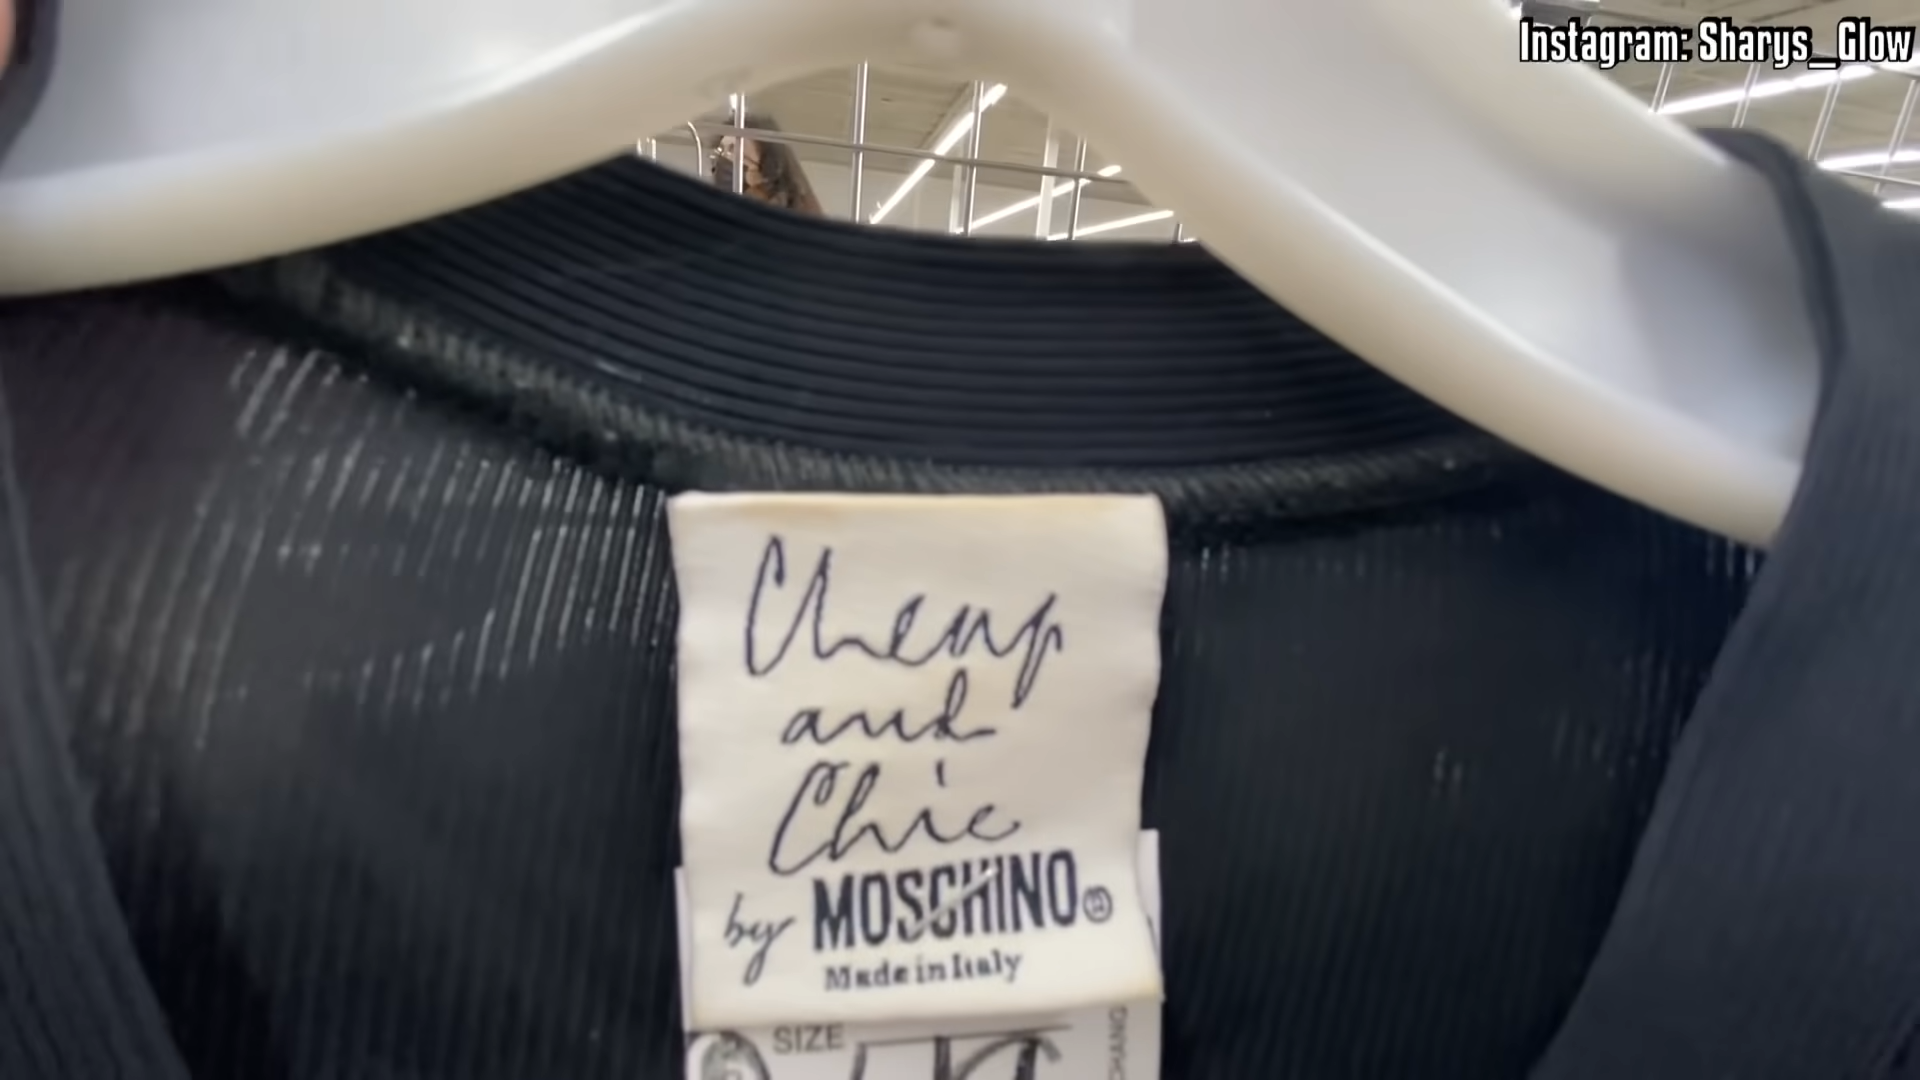 Instagram: Sharys_Glow
Cheap
and
Chic
by MOSCHINO®
Made in Italy
SIZE